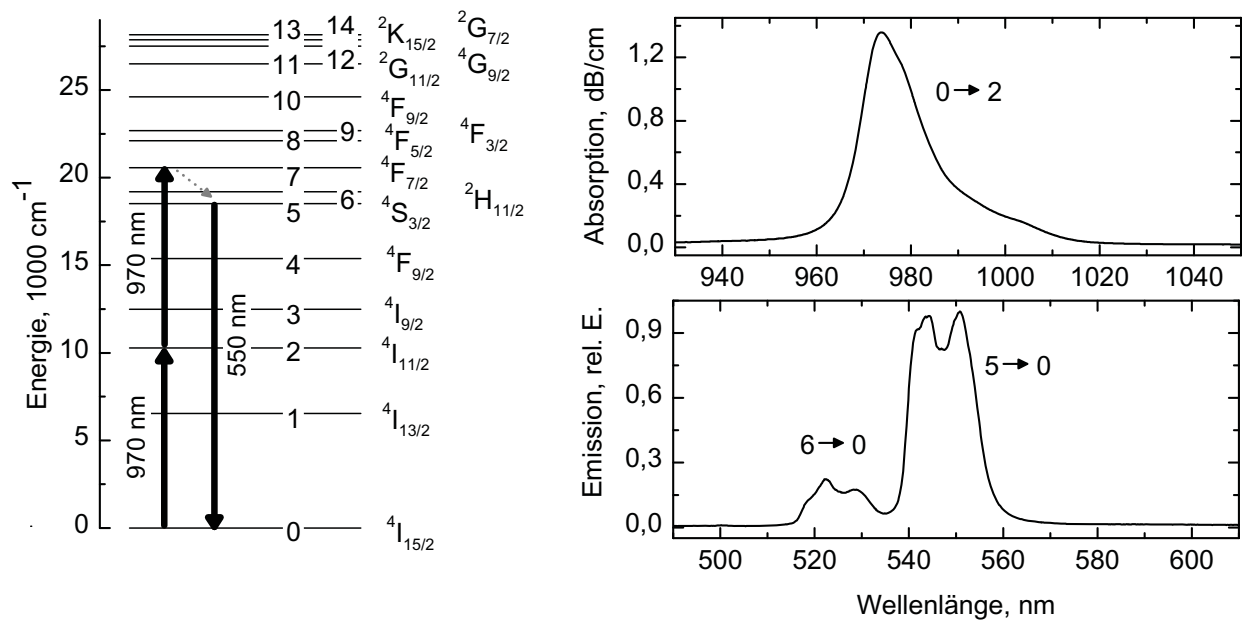 Energie, 1000 cm⁻¹
25
20
15
10
5
0
13 14 ²K₁₅/₂ ²G₇/₂
11 12 ²G₁₁/₂ ⁴G₉/₂
10 ⁴F₉/₂
8 9 ⁴F₅/₂ ⁴F₃/₂
7 ⁴F₇/₂
5 6 ⁴S₃/₂ ²H₁₁/₂
4 ⁴F₉/₂
3 ⁴I₉/₂
2 ⁴I₁₁/₂
1 ⁴I₁₃/₂
0 ⁴I₁₅/₂
970 nm
970 nm
550 nm
Absorption, dB/cm
1,2
0,8
0,4
0,0
0→2
940 960 980 1000 1020 1040
Emission, rel. E.
0,9
0,6
0,3
0,0
6→0
5→0
500 520 540 560 580 600
Wellenlänge, nm